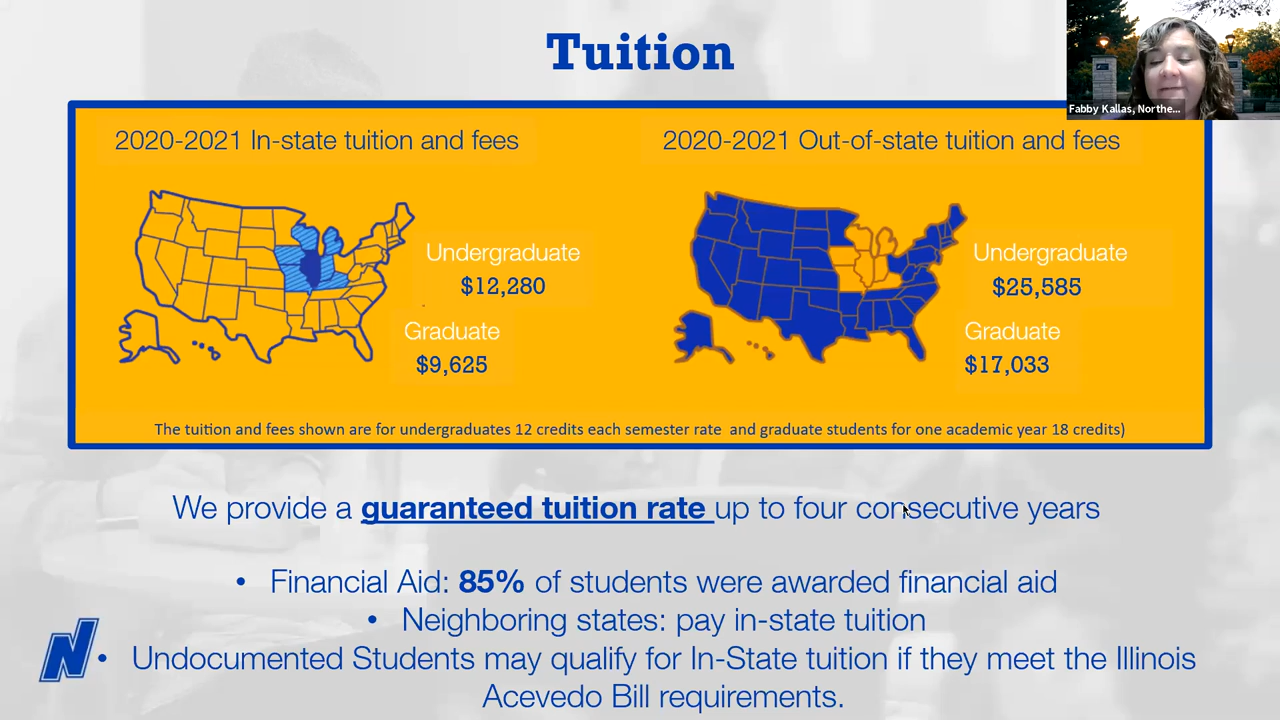 Tuition
Fabby Kallas, Northe...
2020-2021 In-state tuition and fees
2020-2021 Out-of-state tuition and fees
Undergraduate
$12,280
Graduate
$9,625
Undergraduate
$25,585
Graduate
$17,033
The tuition and fees shown are for undergraduates 12 credits each semester rate and graduate students for one academic year 18 credits)
We provide a guaranteed tuition rate up to four consecutive years
• Financial Aid: 85% of students were awarded financial aid
• Neighboring states: pay in-state tuition
N
• Undocumented Students may qualify for In-State tuition if they meet the Illinois
Acevedo Bill requirements.